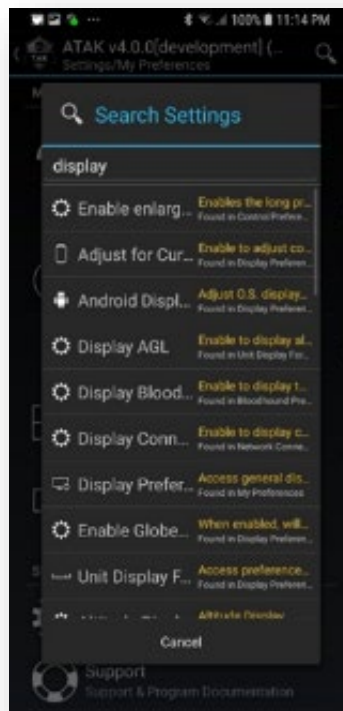 100% 11:14 PM
ATAK v4.0.0[development] (...
Settings/My Preferences
Search Settings
display
Enable enlarg... Enables the long pr...
Found in Control Prefere...
Adjust for Cur... Enable to adjust co...
Found in Display Preferen...
Android Displ... Adjust O.S. display...
Found in Display Preferen...
Display AGL Enable to display al...
Found in Unit Display For...
Display Blood... Enable to display t...
Found in Bloodhound Pre...
Display Conn... Enable to display c...
Found in Network Conne...
Display Prefer... Access general dis...
Found in My Preferences
Enable Globe... When enabled, will...
Found in Display Preferen...
Unit Display F... Access preference...
Found in Display Preferen...
Altitude Display
Cancel
Support
Support & Program Documentation